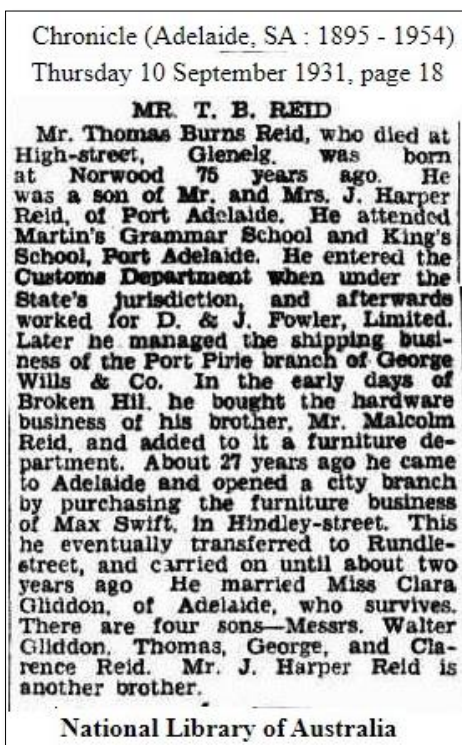 Chronicle (Adelaide, SA : 1895 - 1954)
Thursday 10 September 1931, page 18
MR. T. B. REID
Mr. Thomas Burns Reid, who died at
High-street, Glenelg, was born
at Norwood 75 years ago. He
was a son of Mr. and Mrs. J. Harper
Reid, of Port Adelaide. He attended
Martin's Grammar School and King's
School, Port Adelaide. He entered the
Customs Department when under the
State's jurisdiction, and afterwards
worked for D. & J. Fowler, Limited.
Later he managed the shipping busi-
ness of the Port Pirie branch of George
Wills & Co. In the early days of
Broken Hil. he bought the hardware
business of his brother, Mr. Malcolm
Reid, and added to it a furniture de-
partment. About 27 years ago he came
to Adelaide and opened a city branch
by purchasing the furniture business
of Max Swift, in Hindley-street. This
he eventually transferred to Rundle-
street, and carried on until about two
years ago He married Miss Clara
Gliddon, of Adelaide, who survives.
There are four sons—Messrs. Walter
Gliddon, Thomas, George, and Cla-
rence Reid. Mr. J. Harper Reid is
another brother.
National Library of Australia